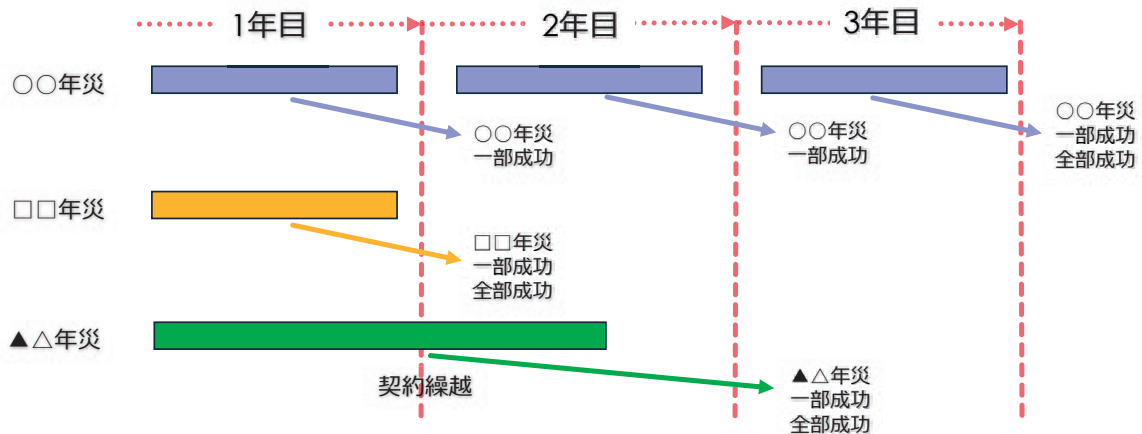 1年目
2年目
3年目
○○年災
○○年災
一部成功
○○年災
一部成功
○○年災
一部成功
全部成功
□□年災
□□年災
一部成功
全部成功
▲△年災
契約繰越
▲△年災
一部成功
全部成功